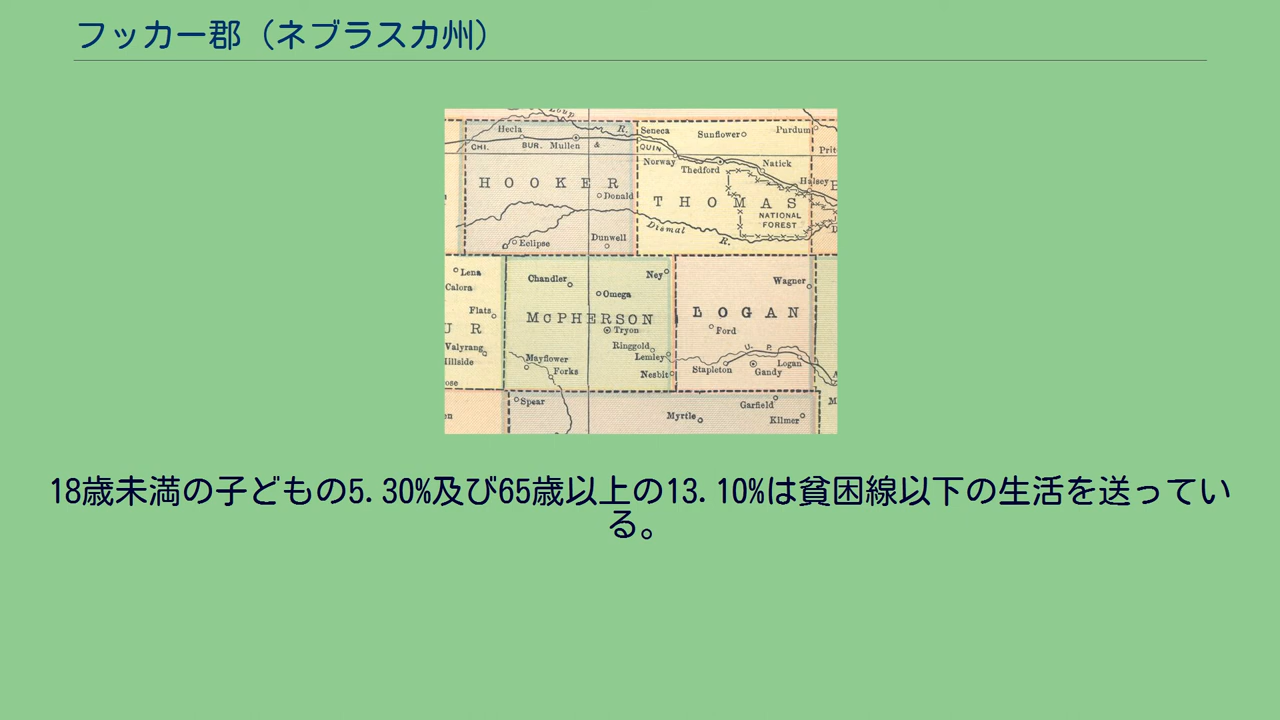 フッカー郡（ネブラスカ州）
Loup
Hecla
R.
Seneca
Sunflower
Purdum
CHI.
BUR.
Mullen
&
QUIN
Norway
Thedford
Natick
Prit
Halsey
HOOKER
Donald
THOMAS
NATIONAL
FOREST
Dismal
R.
Eclipse
Dunwell
Lena
Calora
Chandler
Ney
Omega
Wagner
Flats
McPHERSON
LOGAN
U R
Tryon
Ford
Valyrang
Ringgold
Lemley
U. P.
Hillside
Mayflower
Forks
Nesbit
Stapleton
Gandy
Logan
ose
Spear
Garfield
Myrtle
Kilmer
en
18歳未満の子どもの5.30%及び65歳以上の13.10%は貧困線以下の生活を送ってい
る。